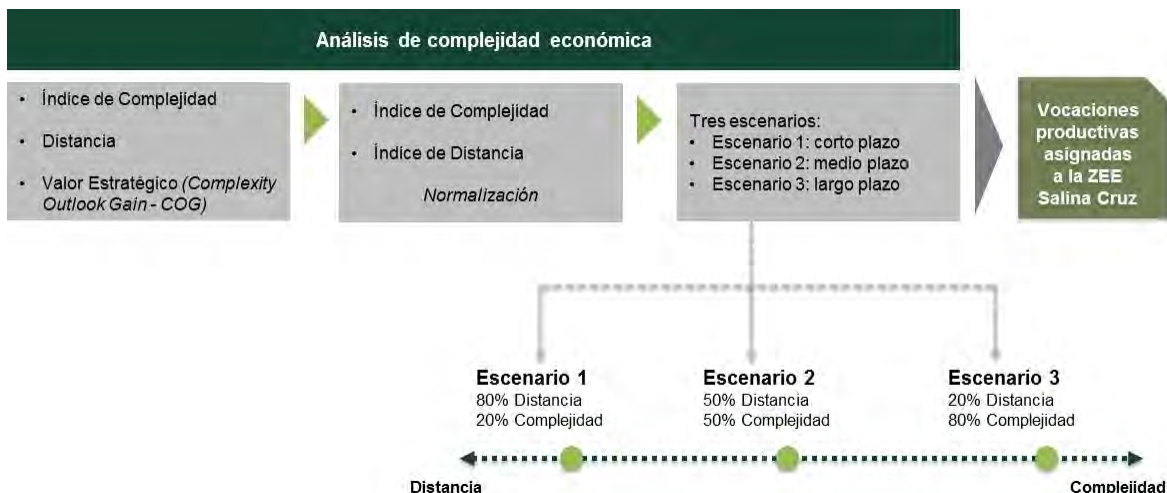 Análisis de complejidad económica
• Índice de Complejidad
• Distancia
• Valor Estratégico (Complexity
Outlook Gain - COG)
• Índice de Complejidad
• Índice de Distancia
Normalización
Tres escenarios:
• Escenario 1: corto plazo
• Escenario 2: medio plazo
• Escenario 3: largo plazo
Vocaciones
productivas
asignadas
a la ZEE
Salina Cruz
Escenario 1
80% Distancia
20% Complejidad
Escenario 2
50% Distancia
50% Complejidad
Escenario 3
20% Distancia
80% Complejidad
Distancia
Complejidad